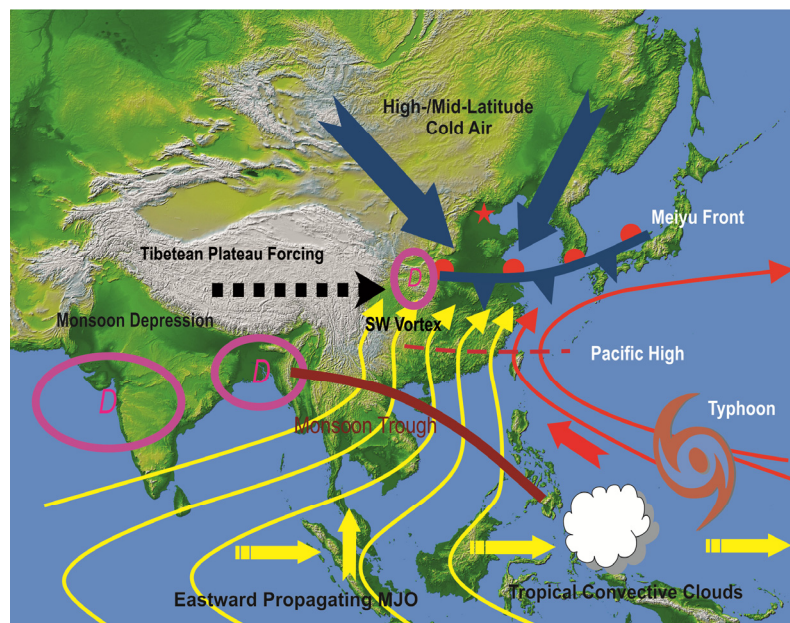 High-/Mid-Latitude
Cold Air
Meiyu Front
Tibetean Plateau Forcing
D
Monsoon Depression
SW Vortex
Pacific High
D
D
Typhoon
Monsoon Trough
Eastward Propagating MJO
Tropical Convective Clouds